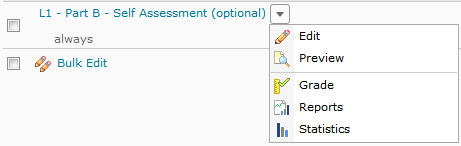 L1 - Part B - Self Assessment (optional)
always
Bulk Edit
Edit
Preview
Grade
Reports
Statistics